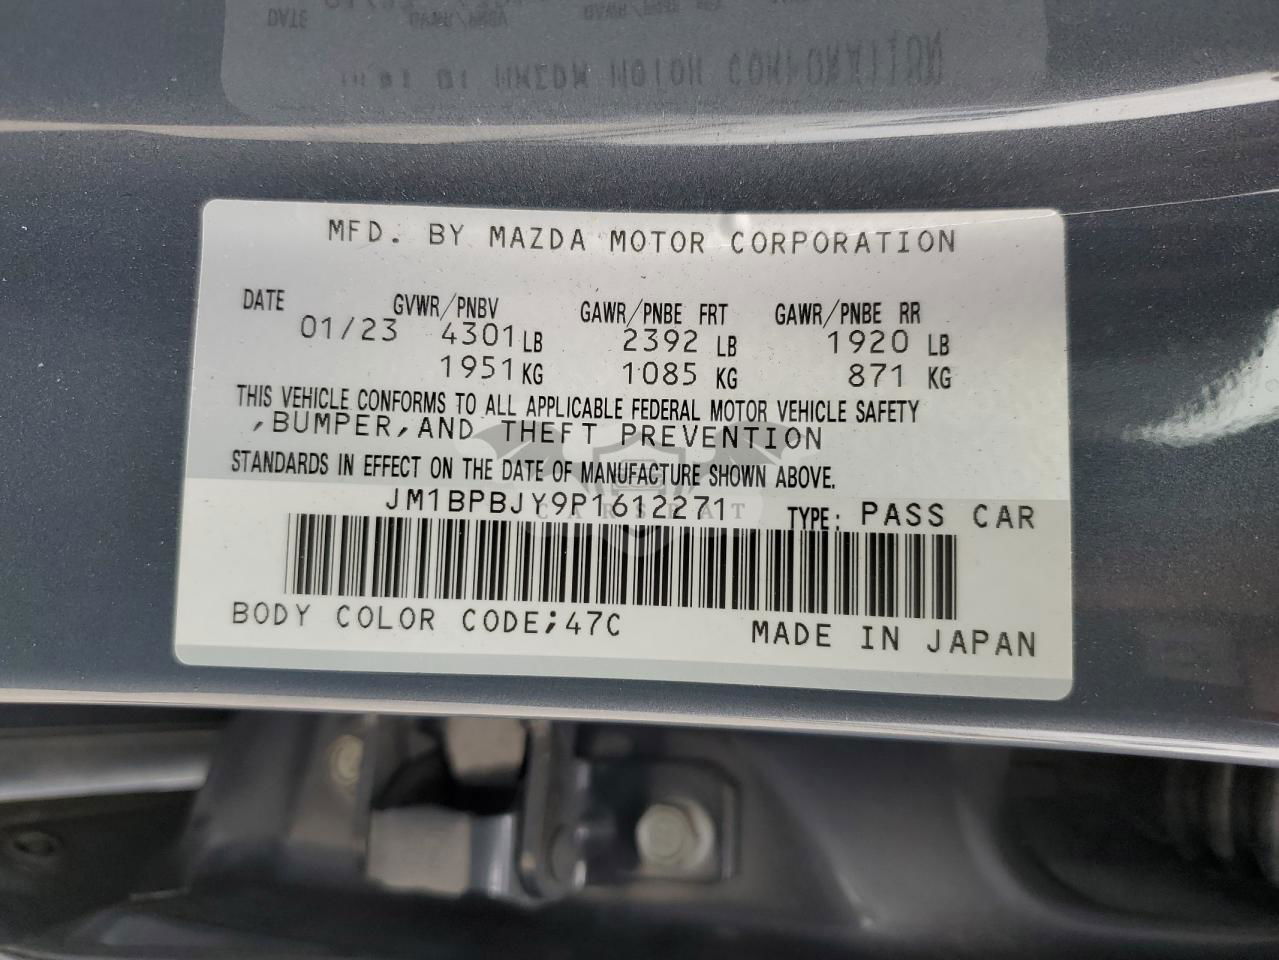 MFD. BY MAZDA MOTOR CORPORATION
DATE GVWR/PNBV GAWR/PNBE FRT GAWR/PNBE RR
01/23 4301 LB 2392 LB 1920 LB
1951 KG 1085 KG 871 KG
THIS VEHICLE CONFORMS TO ALL APPLICABLE FEDERAL MOTOR VEHICLE SAFETY
,BUMPER,AND THEFT PREVENTION
STANDARDS IN EFFECT ON THE DATE OF MANUFACTURE SHOWN ABOVE.
JM1BPBJY9P1612271 TYPE: PASS CAR
CARSFAT
BODY COLOR CODE;47C MADE IN JAPAN